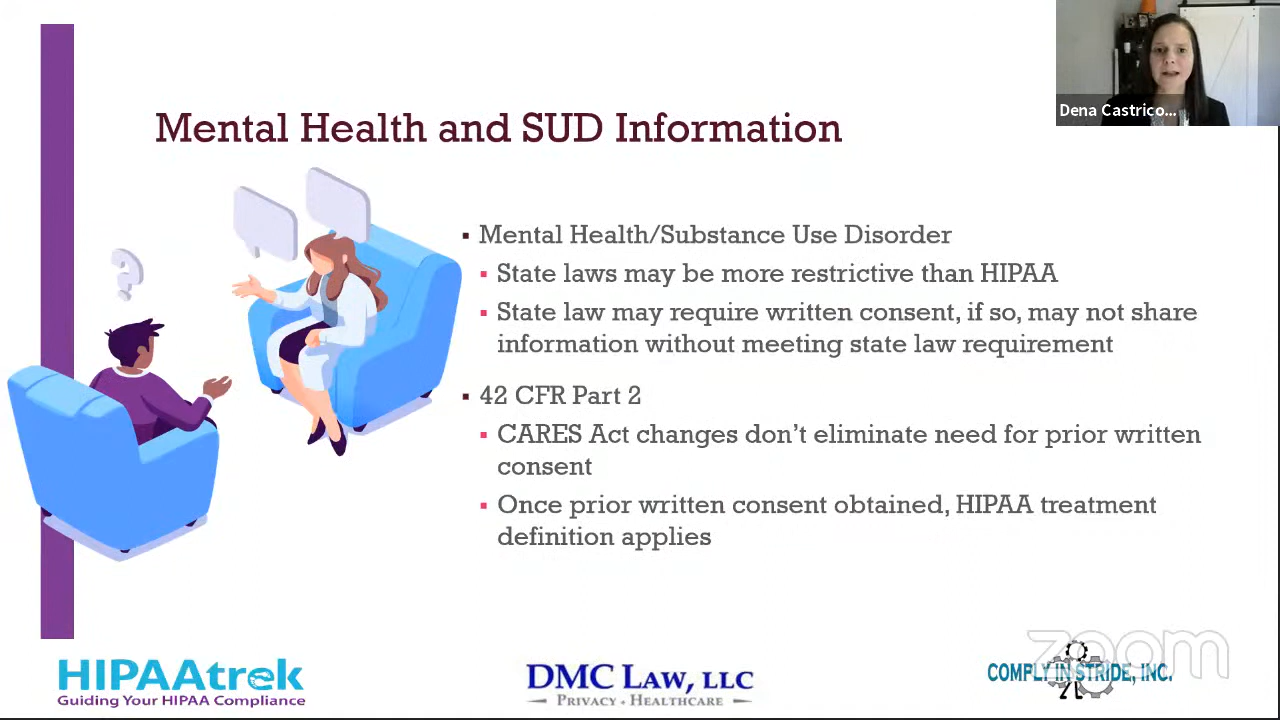 Dena Castrico...
Mental Health and SUD Information
?
▪ Mental Health/Substance Use Disorder
▪ State laws may be more restrictive than HIPAA
▪ State law may require written consent, if so, may not share
information without meeting state law requirement
▪ 42 CFR Part 2
▪ CARES Act changes don't eliminate need for prior written
consent
▪ Once prior written consent obtained, HIPAA treatment
definition applies
HIPAAtrek
Guiding Your HIPAA Compliance
DMC LAW, LLC
PRIVACY + HEALTHCARE
zoom
COMPLY IN STRIDE, INC.